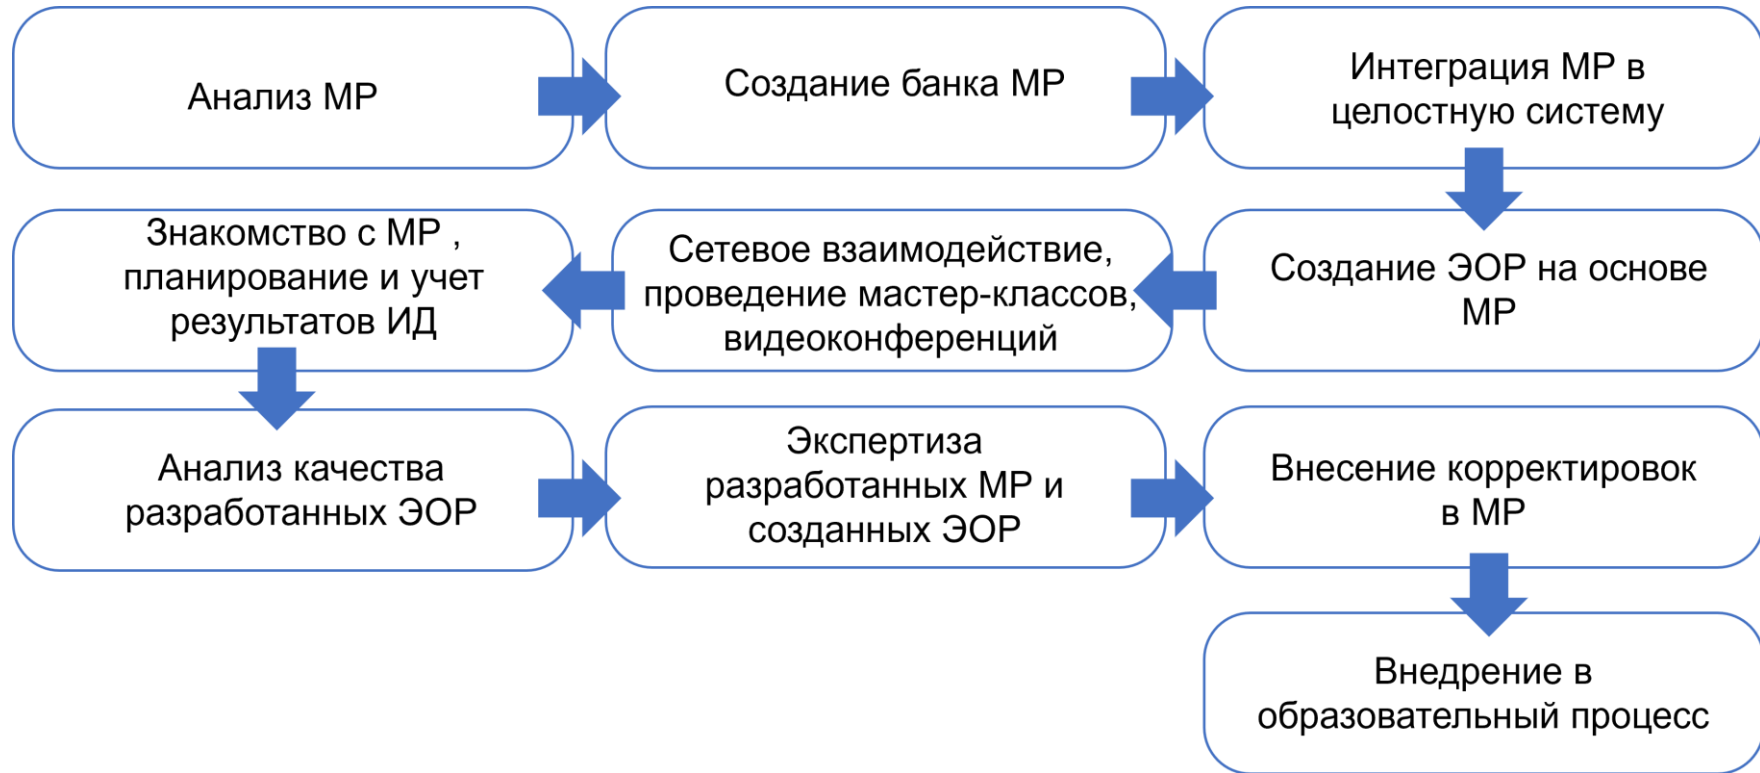 Анализ МР
Создание банка МР
Интеграция МР в
целостную систему
Создание ЭОР на основе
МР
Сетевое взаимодействие,
проведение мастер-классов,
видеоконференций
Знакомство с МР ,
планирование и учет
результатов ИД
Анализ качества
разработанных ЭОР
Экспертиза
разработанных МР и
созданных ЭОР
Внесение корректировок
в МР
Внедрение в
образовательный процесс